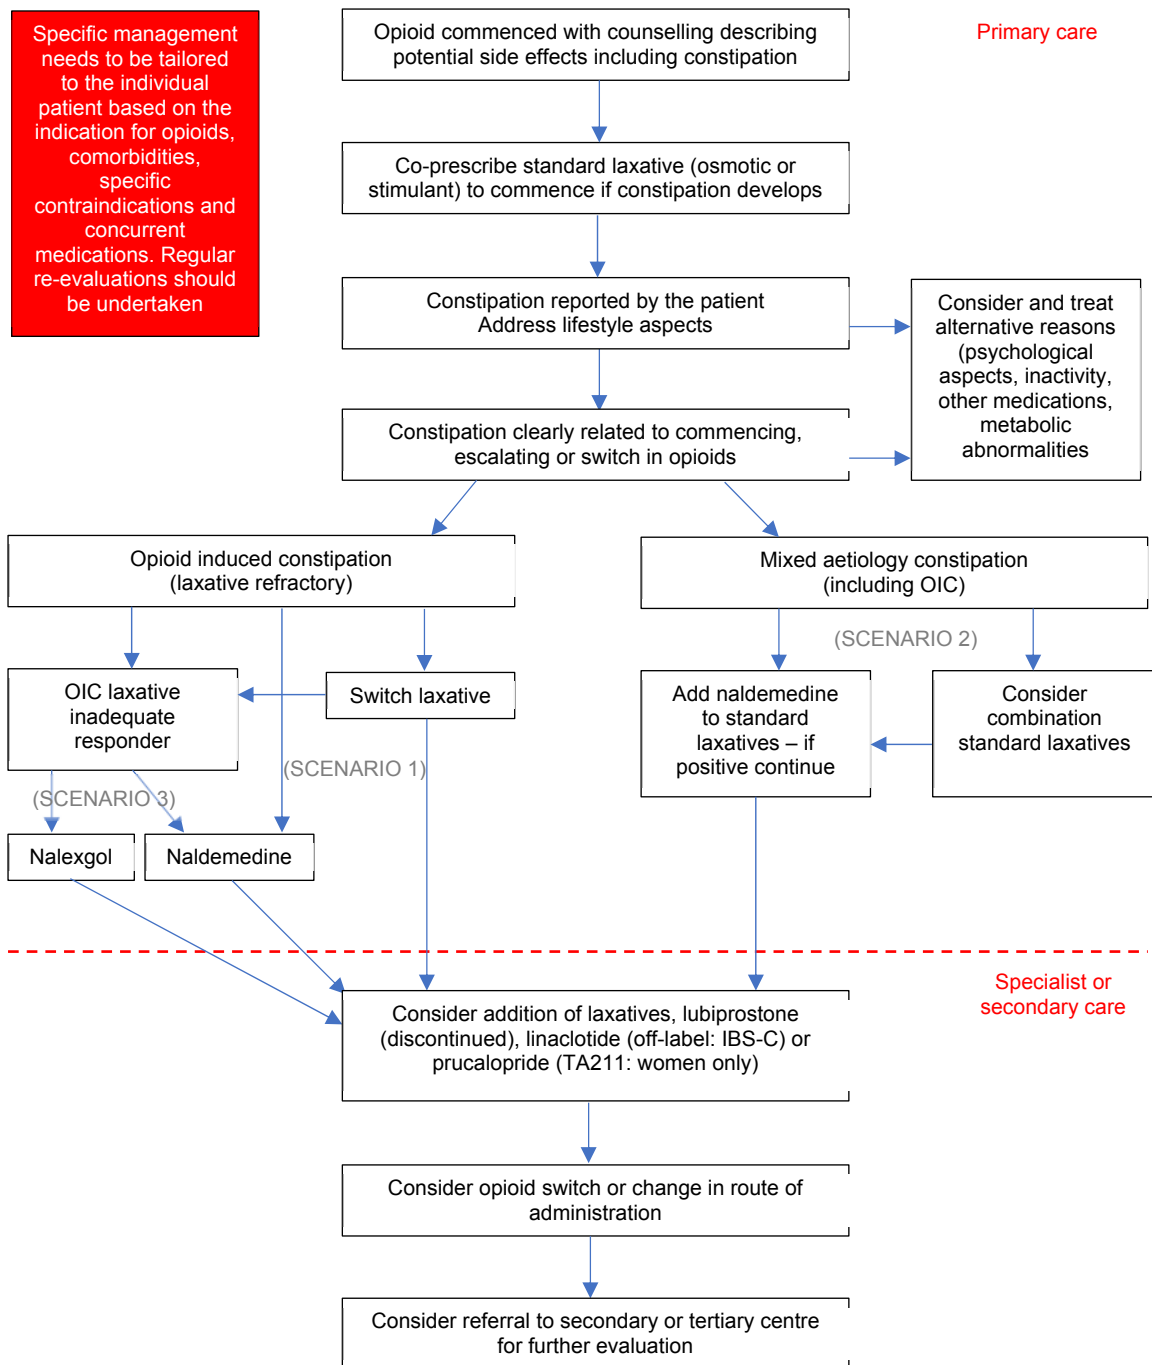 Specific management
needs to be tailored
to the individual
patient based on the
indication for opioids,
comorbidities,
specific
contraindications and
concurrent
medications. Regular
re-evaluations should
be undertaken
Opioid commenced with counselling describing
potential side effects including constipation
Primary care
Co-prescribe standard laxative (osmotic or
stimulant) to commence if constipation develops
Constipation reported by the patient
Address lifestyle aspects
Consider and treat
alternative reasons
(psychological
aspects, inactivity,
other medications,
metabolic
abnormalities
Constipation clearly related to commencing,
escalating or switch in opioids
Opioid induced constipation
(laxative refractory)
Mixed aetiology constipation
(including OIC)
(SCENARIO 2)
OIC laxative
inadequate
responder
Switch laxative
Add naldemedine
to standard
laxatives – if
positive continue
Consider
combination
standard laxatives
(SCENARIO 1)
(SCENARIO 3)
Nalexgol
Naldemedine
Specialist or
secondary care
Consider addition of laxatives, lubiprostone
(discontinued), linaclotide (off-label: IBS-C) or
prucalopride (TA211: women only)
Consider opioid switch or change in route of
administration
Consider referral to secondary or tertiary centre
for further evaluation